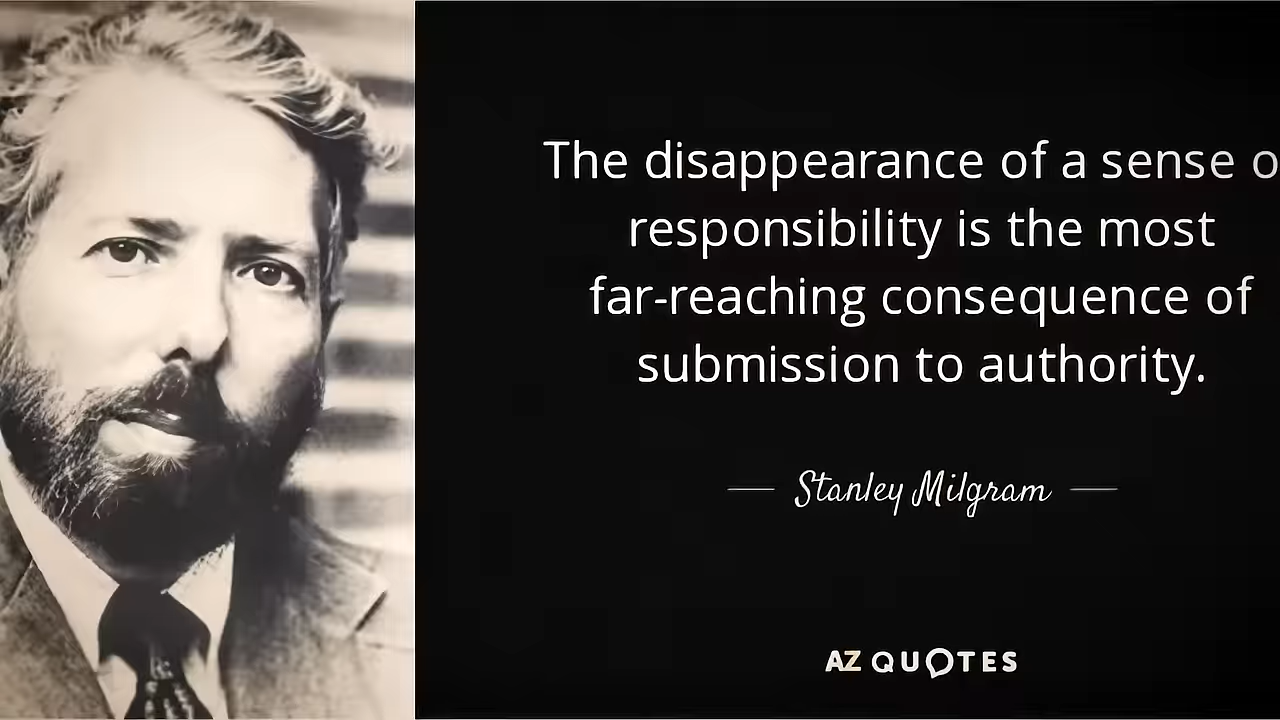 The disappearance of a sense o
responsibility is the most
far-reaching consequence of
submission to authority.
Stanley Milgram
AZ QUOTES